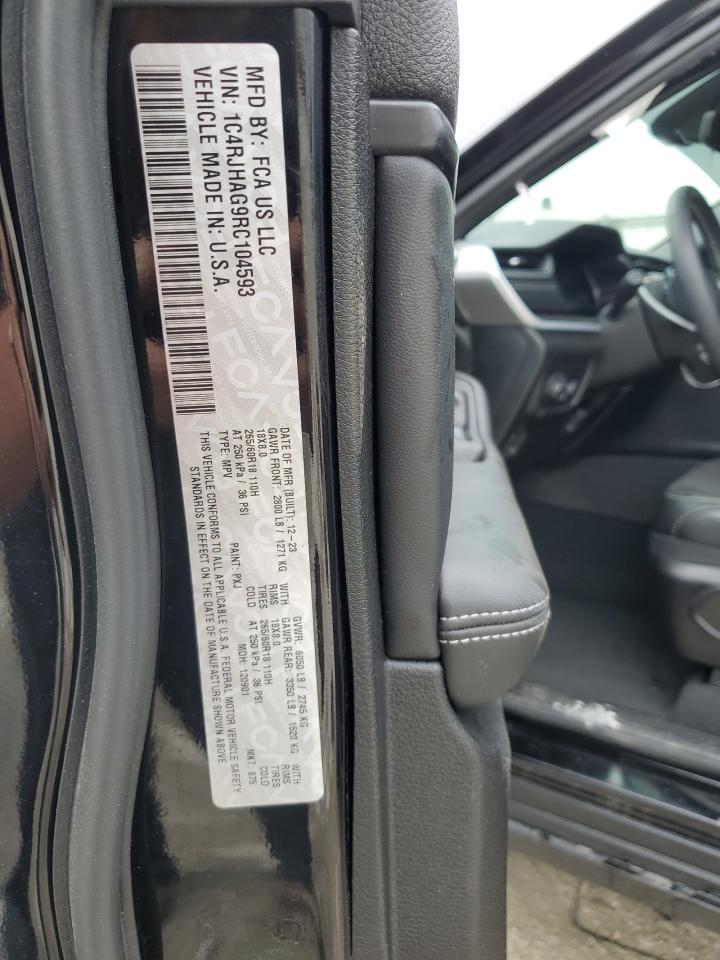 MFD BY: FCA US LLC
VIN: 1C4RJHAG9RC104593
VEHICLE MADE IN: U.S.A.
DATE OF MFR (BUILT): 12-23 GVWR: 6050 LB / 2745 KG
GAWR FRONT: 2800 LB / 1271 KG WITH GAWR REAR: 3350 LB / 1520 KG WITH
18X8.0 RIMS 18X8.0 RIMS
265/60R18 110H TIRES 265/60R18 110H TIRES
AT 250 kPa / 36 PSI COLD AT 250 kPa / 36 PSI COLD
TYPE: MPV PAINT: PXJ MDH: 120901 MKT: 875
THIS VEHICLE CONFORMS TO ALL APPLICABLE U.S.A. FEDERAL MOTOR VEHICLE SAFETY
STANDARDS IN EFFECT ON THE DATE OF MANUFACTURE SHOWN ABOVE
FCA
FCA